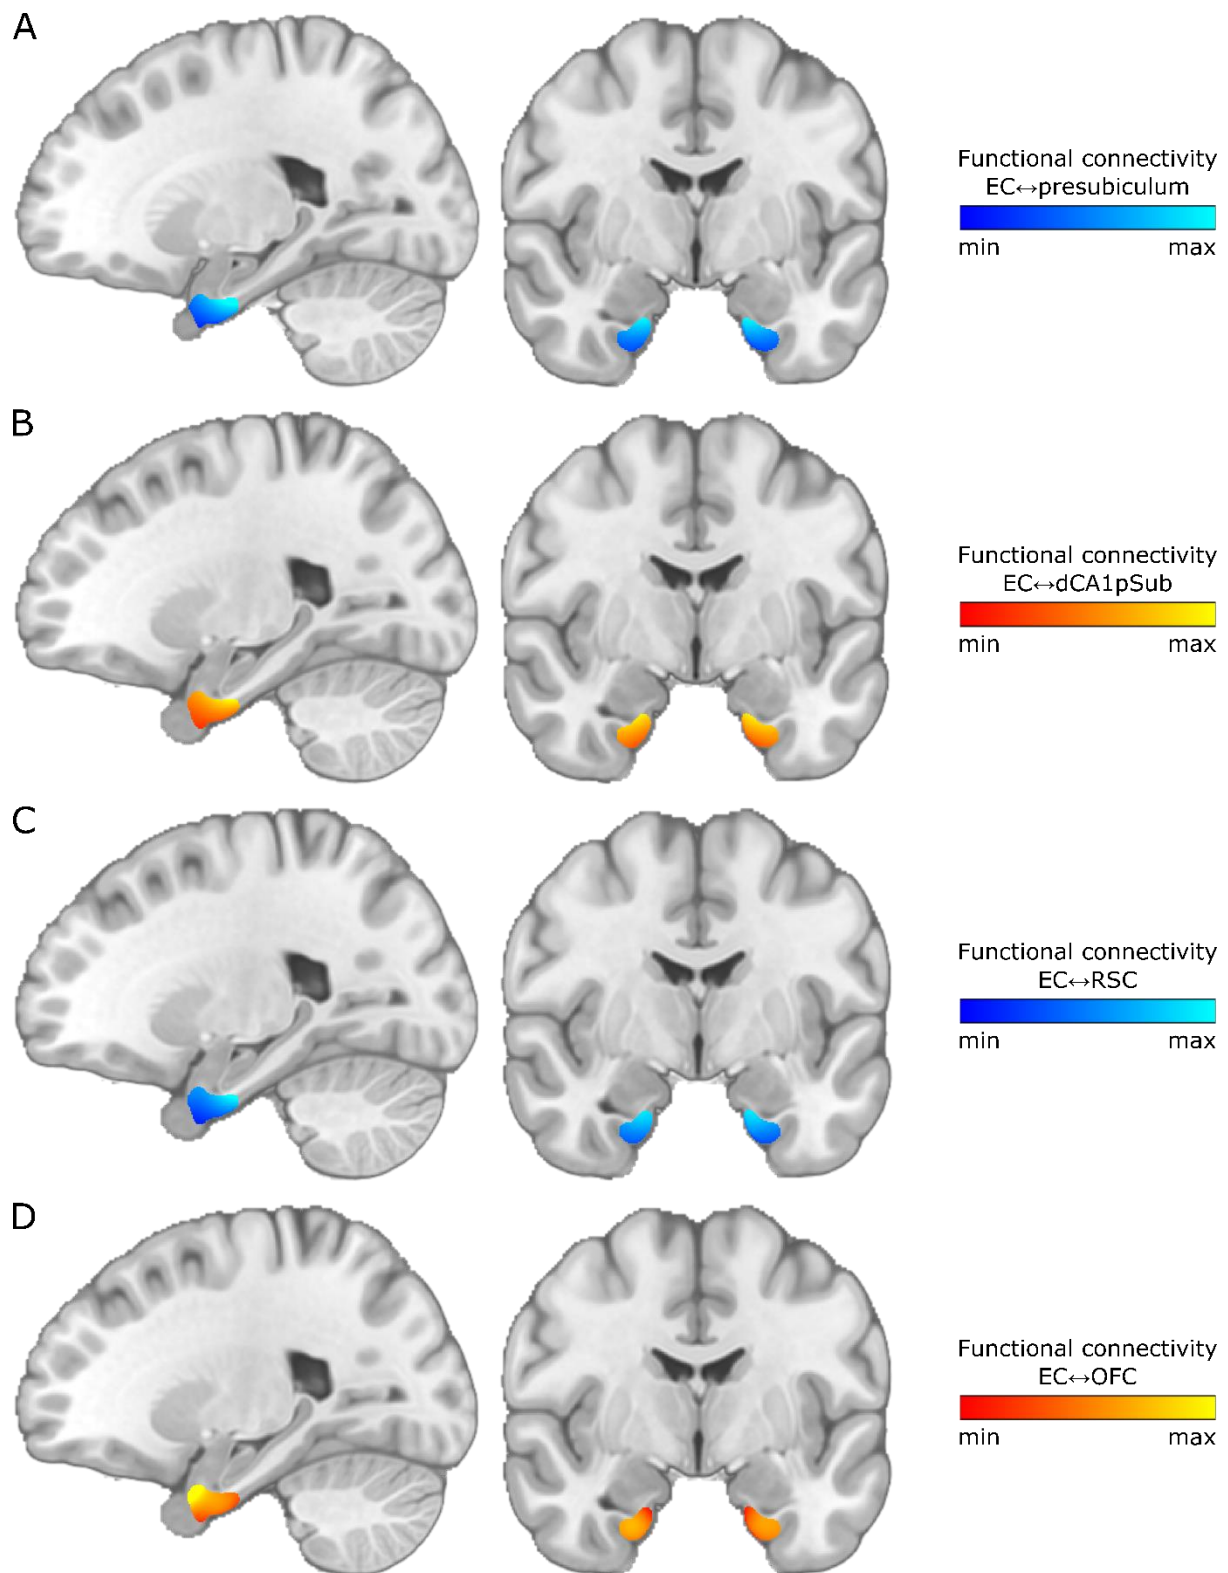 A
Functional connectivity
EC↔presubiculum
min max
B
Functional connectivity
EC↔dCA1pSub
min max
C
Functional connectivity
EC↔RSC
min max
D
Functional connectivity
EC↔OFC
min max